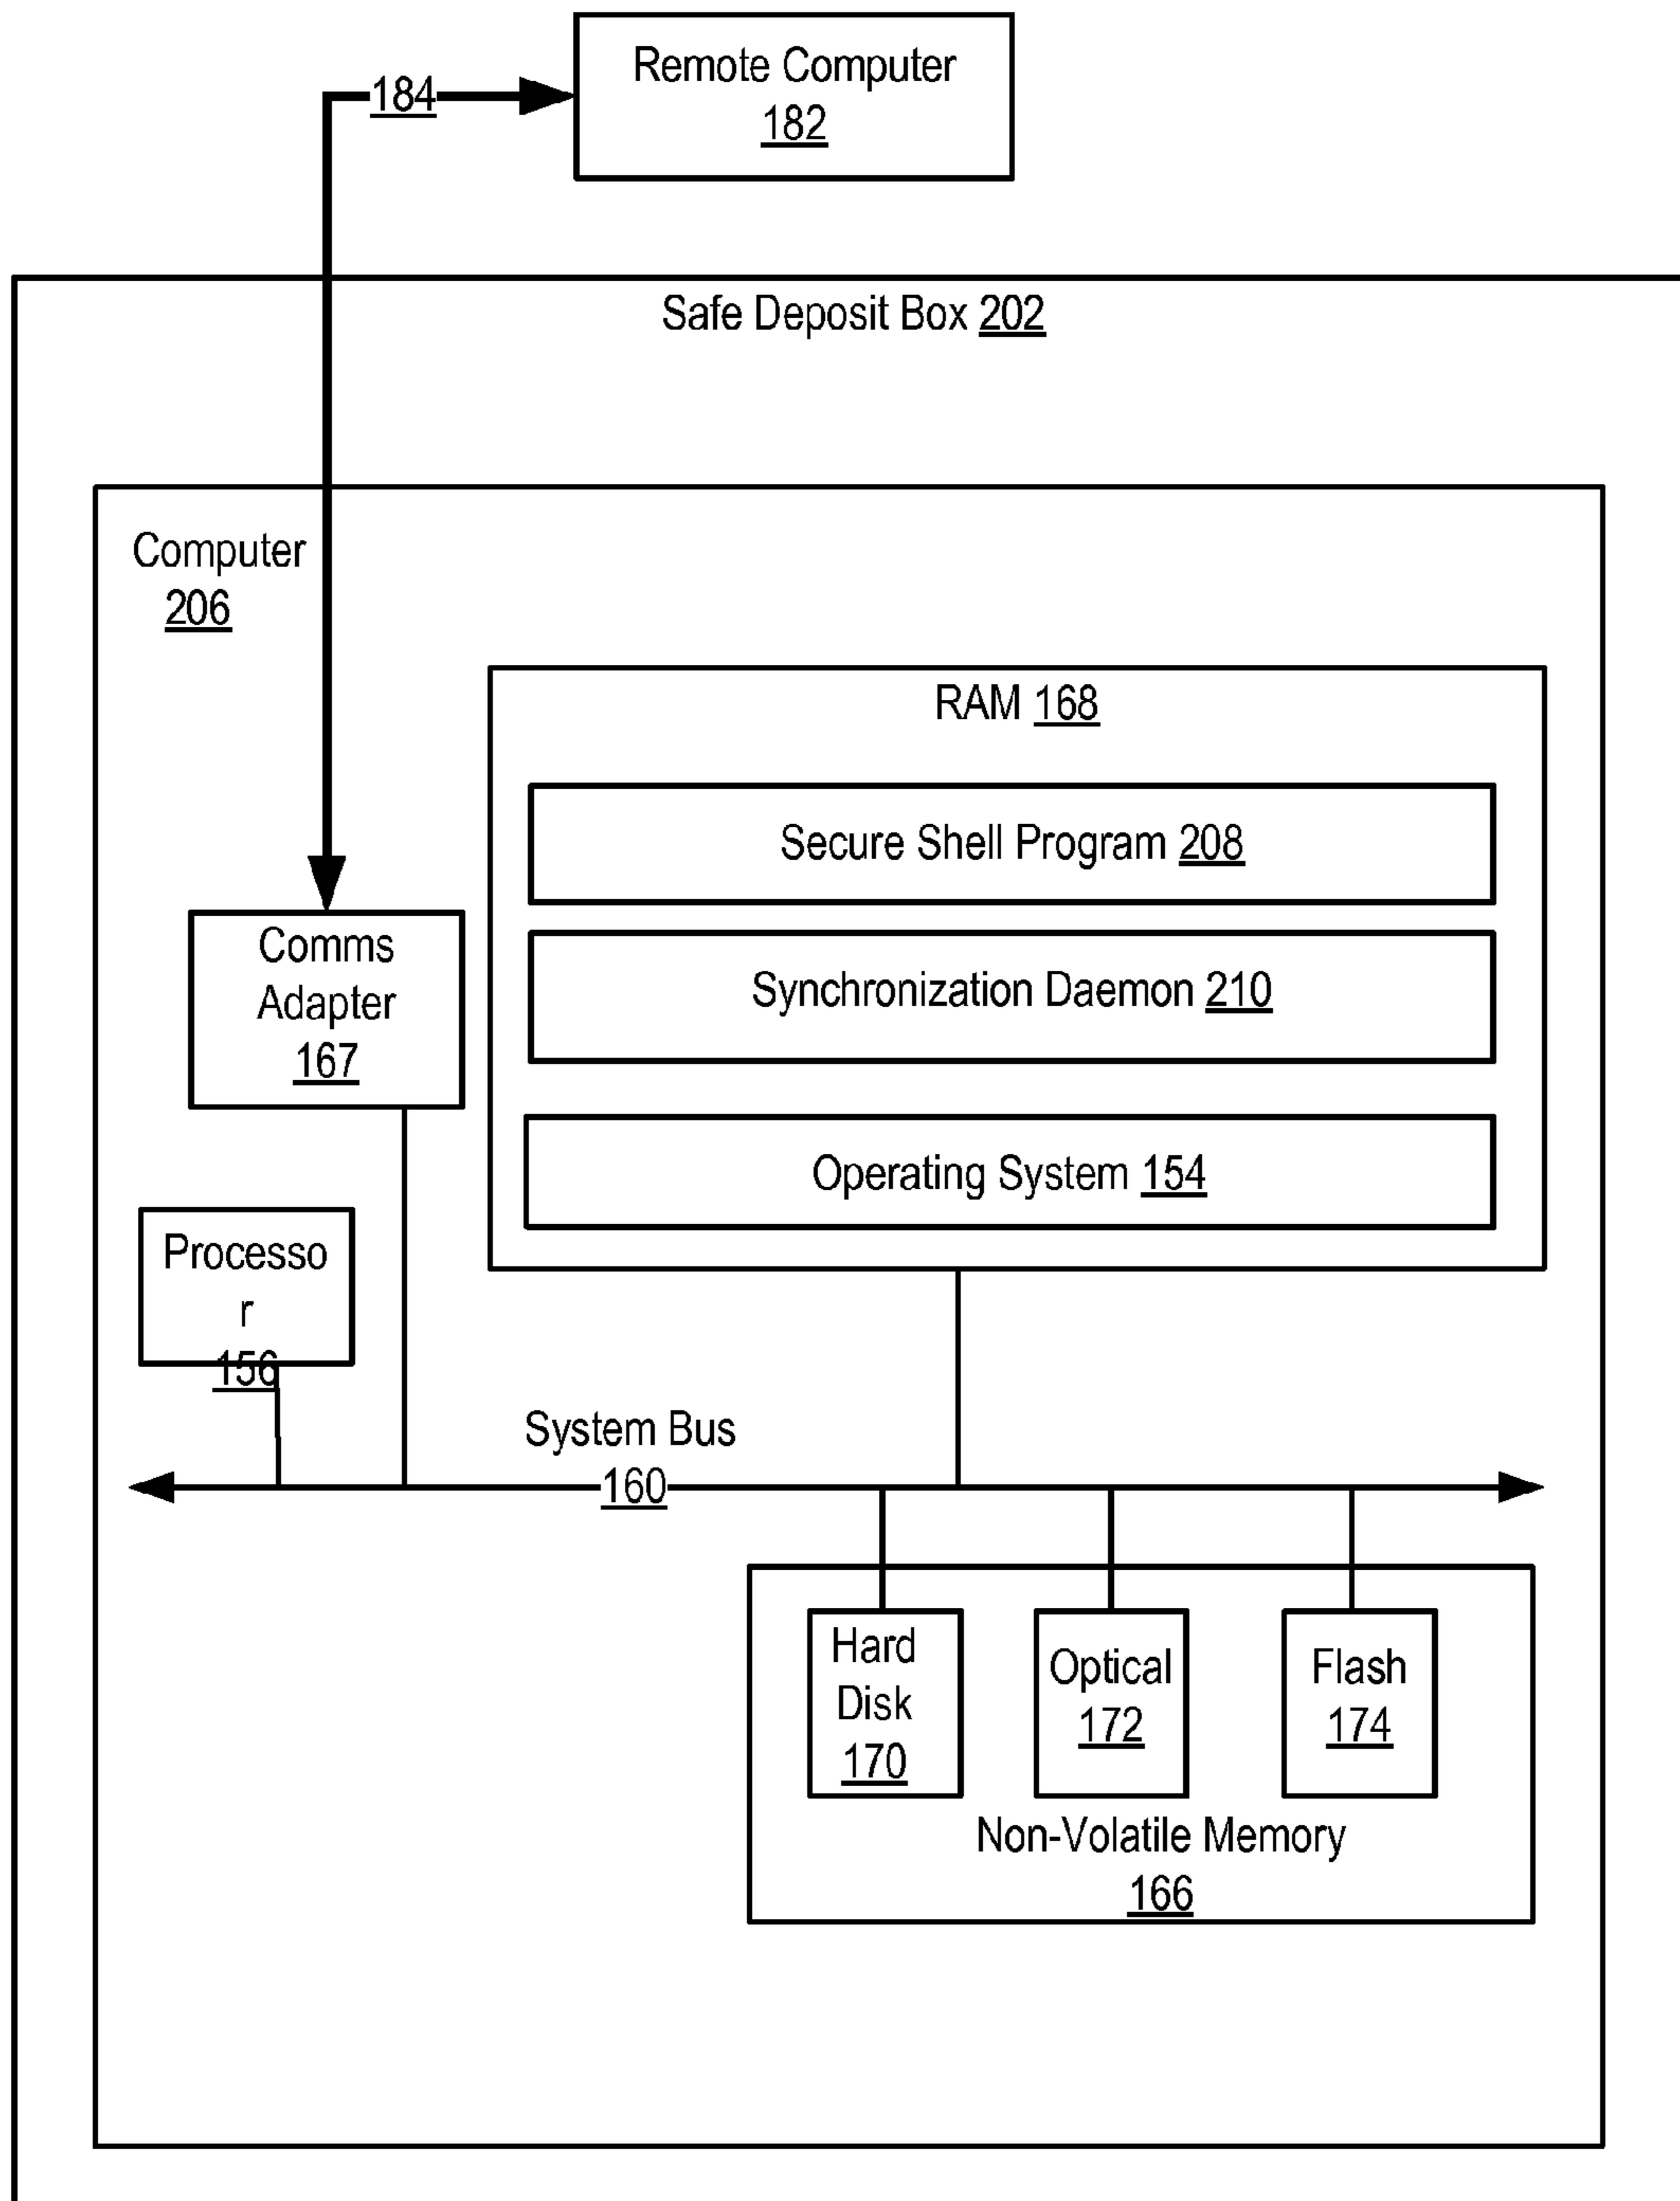 Remote Computer
182
184
Safe Deposit Box 202
Computer
206
RAM 168
Secure Shell Program 208
Synchronization Daemon 210
Operating System 154
Comms
Adapter
167
Processo
r
156
System Bus
160
Hard
Disk
170
Optical
172
Flash
174
Non-Volatile Memory
166